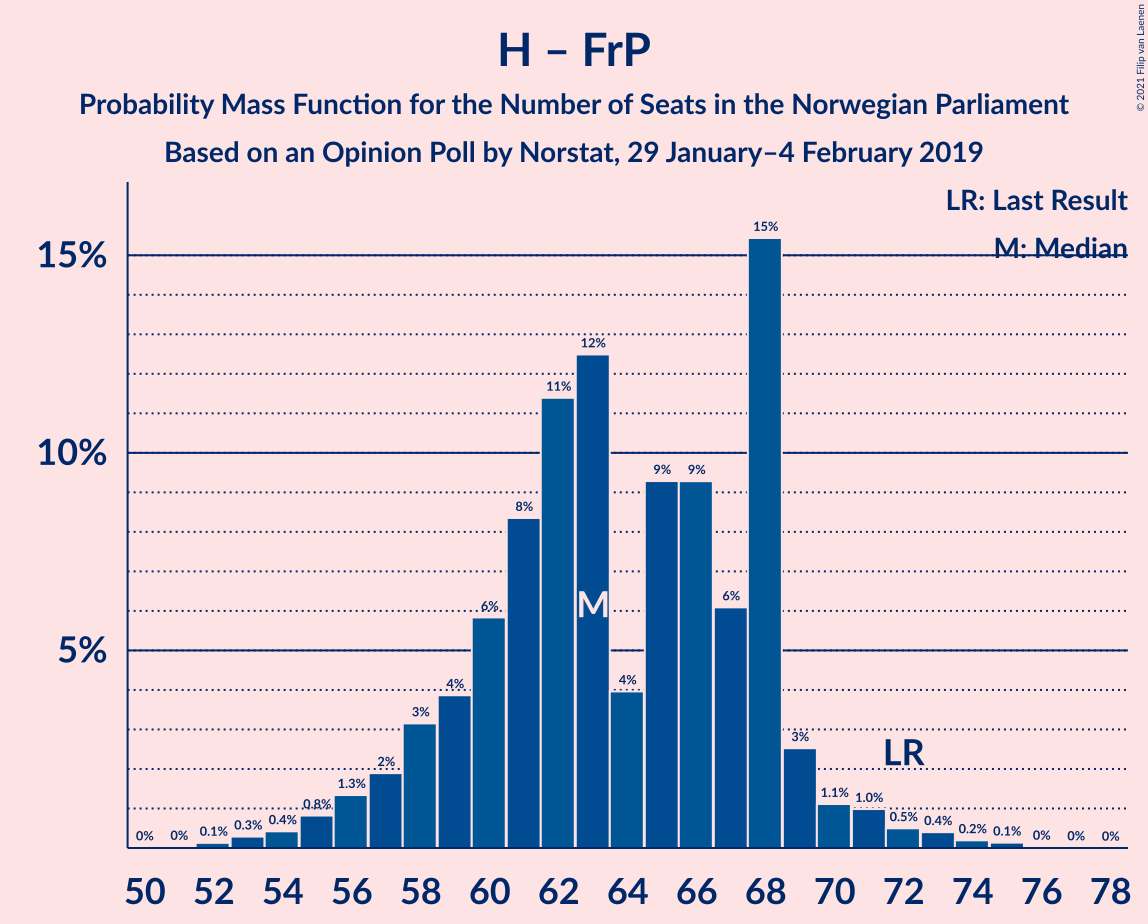 H – FrP
Probability Mass Function for the Number of Seats in the Norwegian Parliament
Based on an Opinion Poll by Norstat, 29 January–4 February 2019
© 2021 Filip van Laenen
LR: Last Result
M: Median
15%
10%
5%
0% 0% 0.1% 0.3% 0.4% 0.8% 1.3% 2% 3% 4% 6% 8% 11% 12% 4% 9% 9% 6% 15% 3% 1.1% 1.0% 0.5% 0.4% 0.2% 0.1% 0% 0% 0%
M
LR
50 52 54 56 58 60 62 64 66 68 70 72 74 76 78